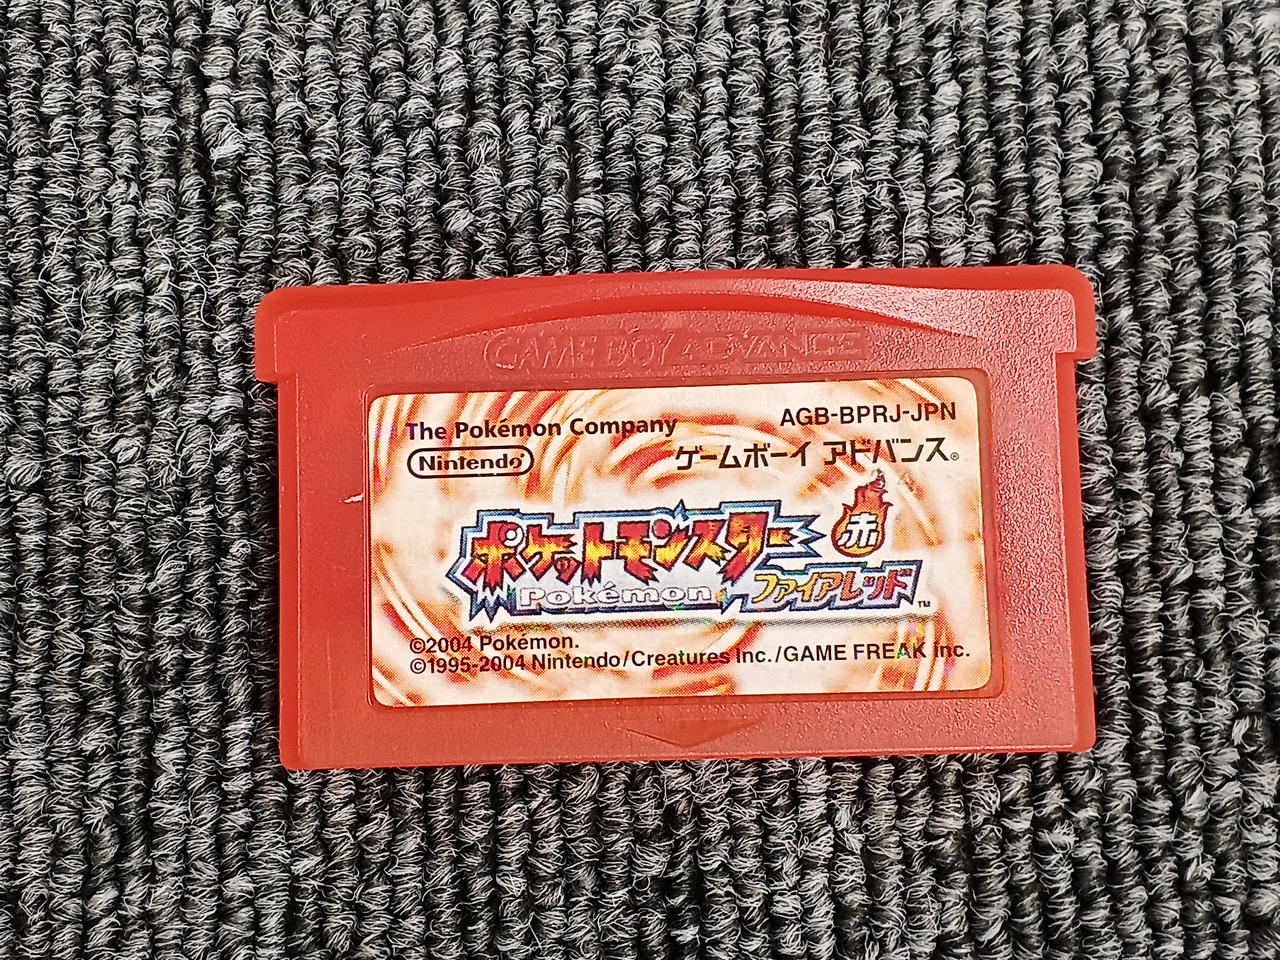 GAME BOY ADVANCE
The Pokémon Company
AGB-BPRJ-JPN
Nintendo®
ゲームボーイ アドバンス®
ポケットモンスター
赤
Pokémon
ファイアレッド™
©2004 Pokémon.
©1995-2004 Nintendo/Creatures Inc./GAME FREAK inc.